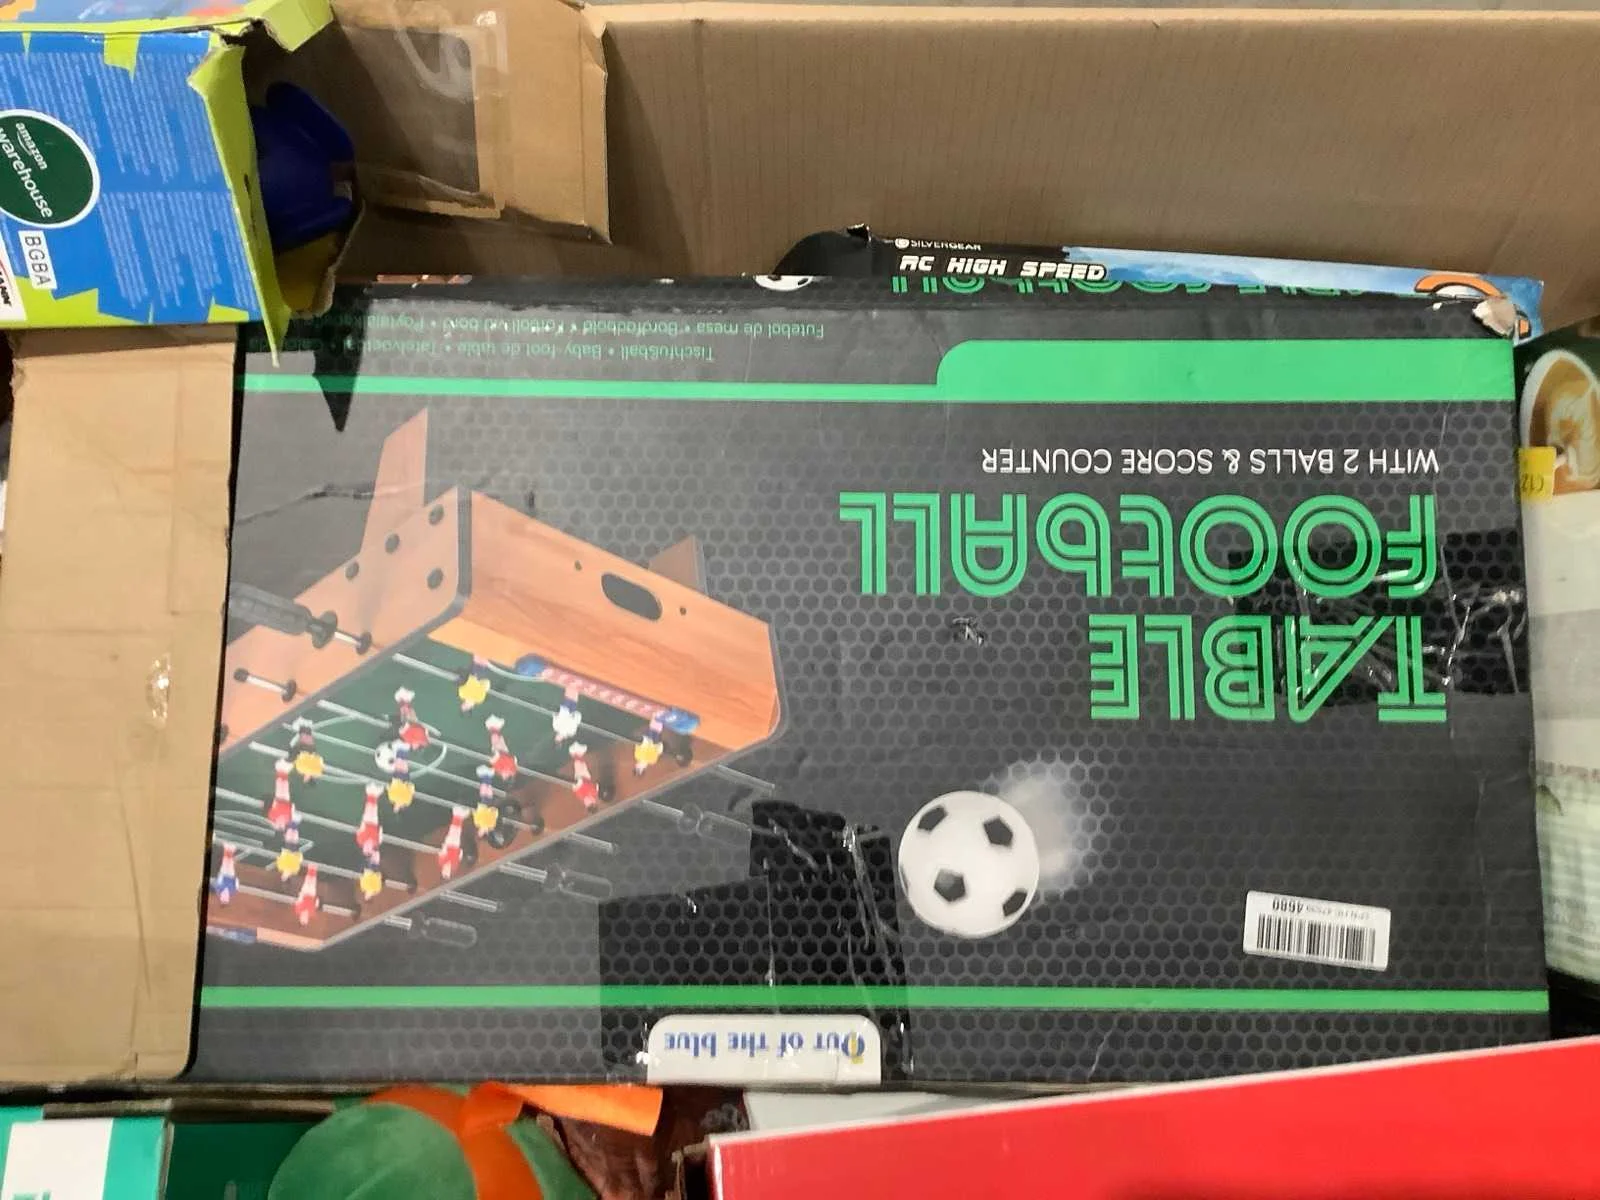 amazon
warehouse
BGBA
SILVERGEAR
RC HIGH SPEED
TABLE
FOOTBALL
WITH 2 BALLS & SCORE COUNTER
Tischfußball • Baby-foot de table • Tafelvoetbal •
Futebol de mesa • Bordfodbold • Fotboll vid bord •
4680
Out of the blue